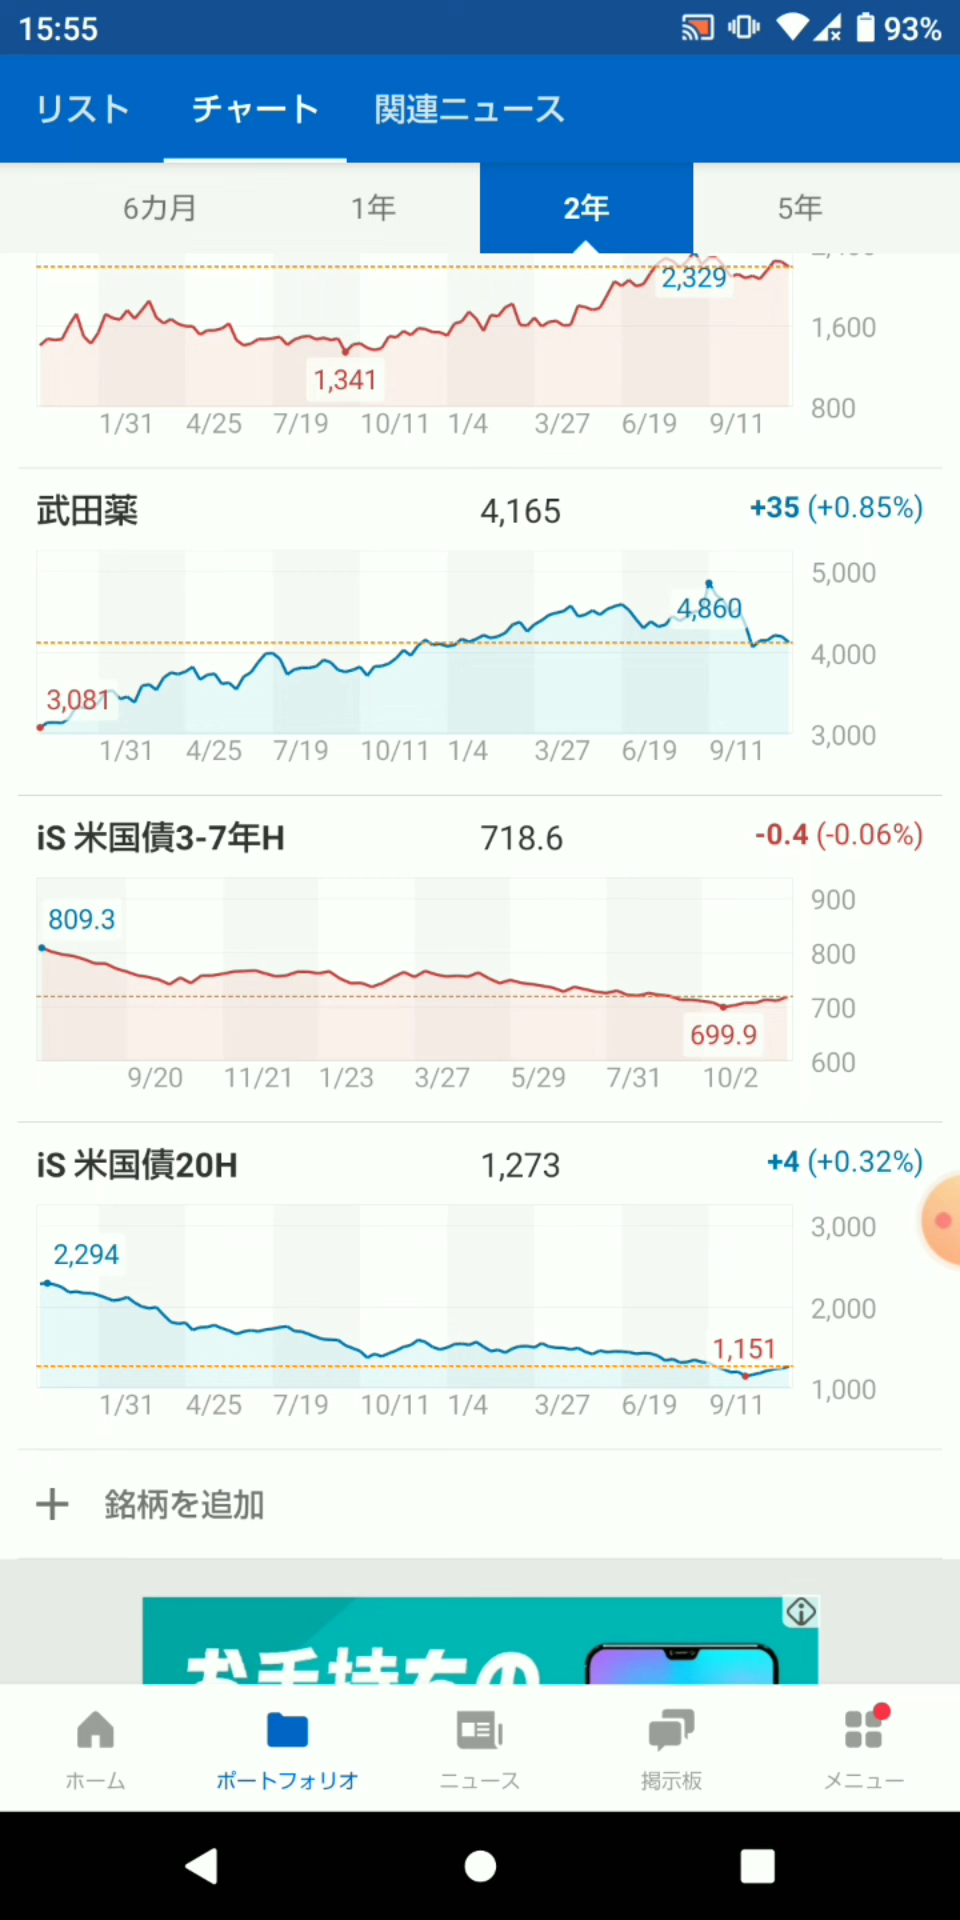 15:55 93%
リスト チャート 関連ニュース
6カ月 1年 2年 5年
2,329
1,600
1,341
800
1/31 4/25 7/19 10/11 1/4 3/27 6/19 9/11
武田薬 4,165 +35 (+0.85%)
5,000
4,860
4,000
3,081
3,000
1/31 4/25 7/19 10/11 1/4 3/27 6/19 9/11
iS 米国債3-7年H 718.6 -0.4 (-0.06%)
900
809.3
800
700
699.9
600
9/20 11/21 1/23 3/27 5/29 7/31 10/2
iS 米国債20H 1,273 +4 (+0.32%)
3,000
2,294
2,000
1,151
1,000
1/31 4/25 7/19 10/11 1/4 3/27 6/19 9/11
銘柄を追加
お手持ちの
ホーム ポートフォリオ ニュース 掲示板 メニュー